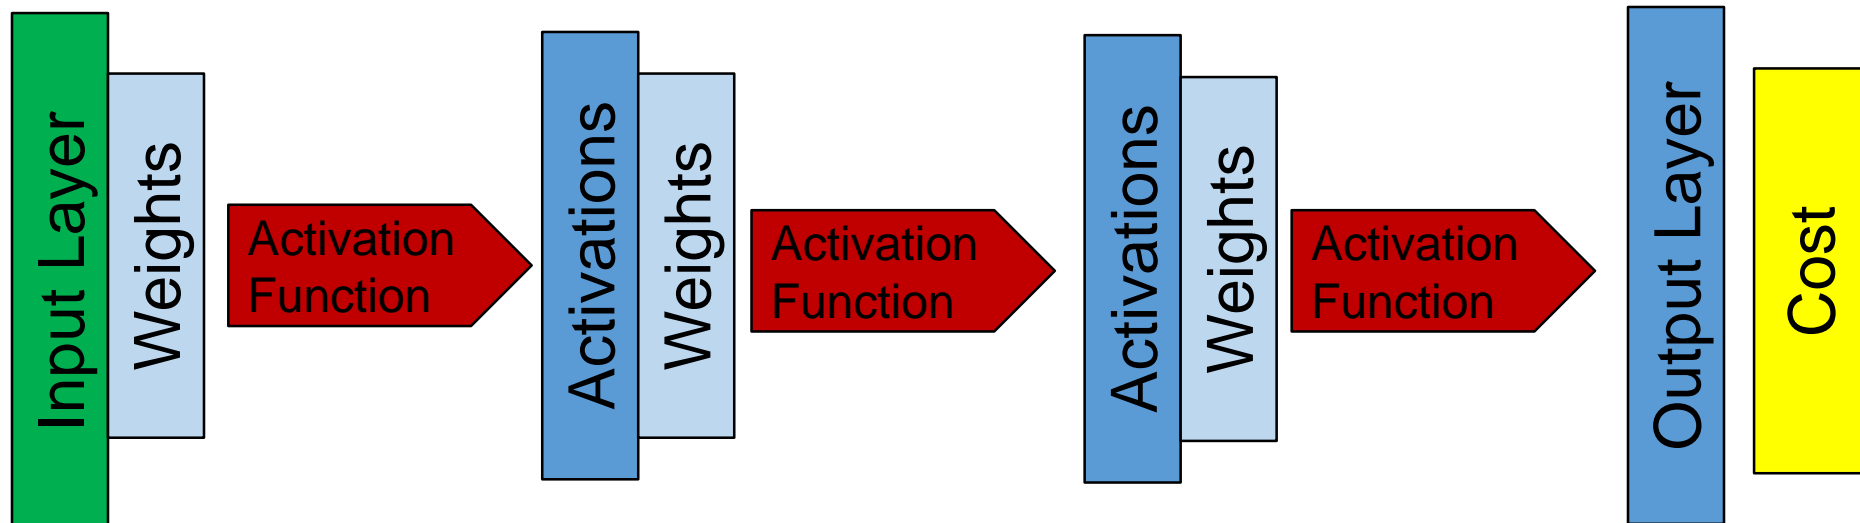 Input Layer
Weights
Activation
Function
Activations
Weights
Activation
Function
Activations
Weights
Activation
Function
Output Layer
Cost